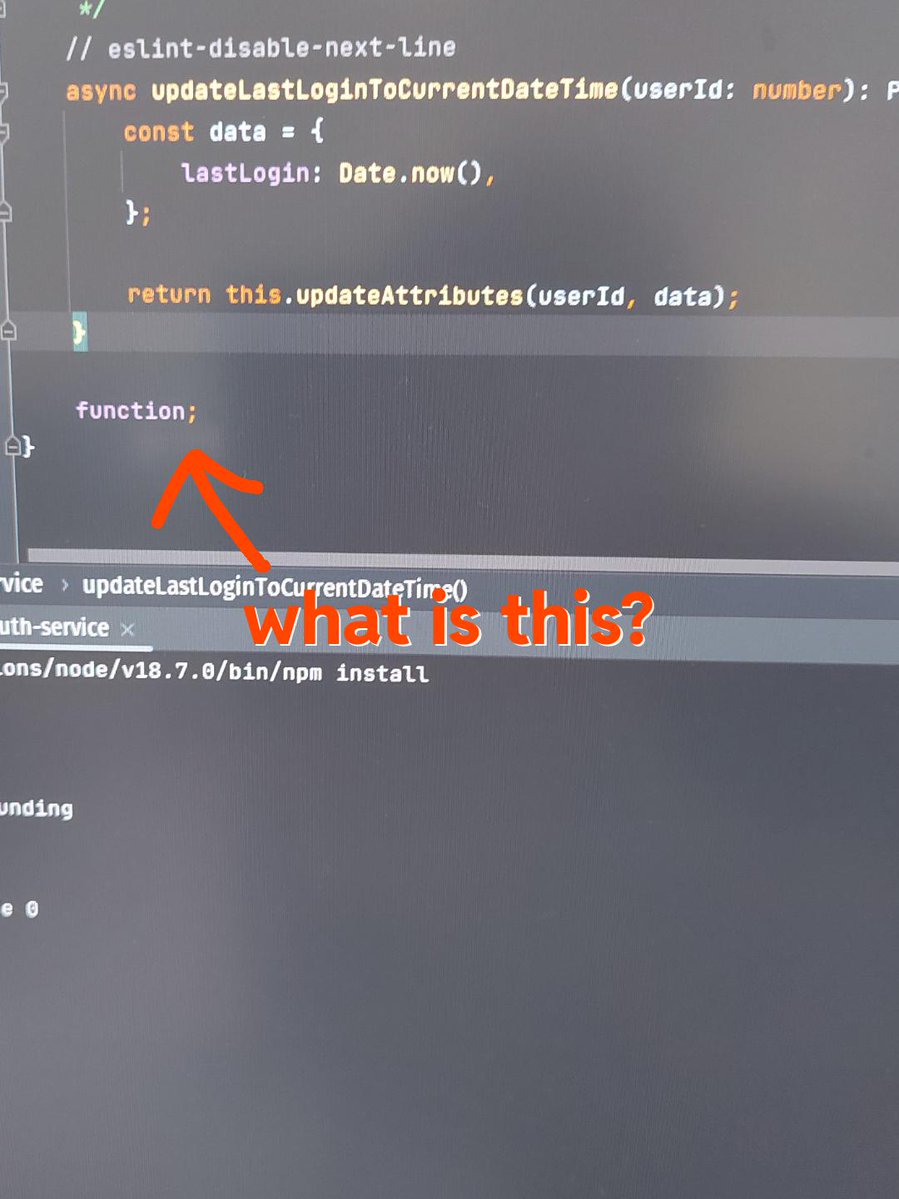 */
// eslint-disable-next-line
async updateLastLoginToCurrentDateTime(userId: number): P
const data = {
lastLogin: Date.now(),
};
return this.updateAttributes(userId, data);
}
function;
}
vice › updateLastLoginToCurrentDateTime()
what is this?
uth-service ×
ions/node/v18.7.0/bin/npm install
unding
e 0